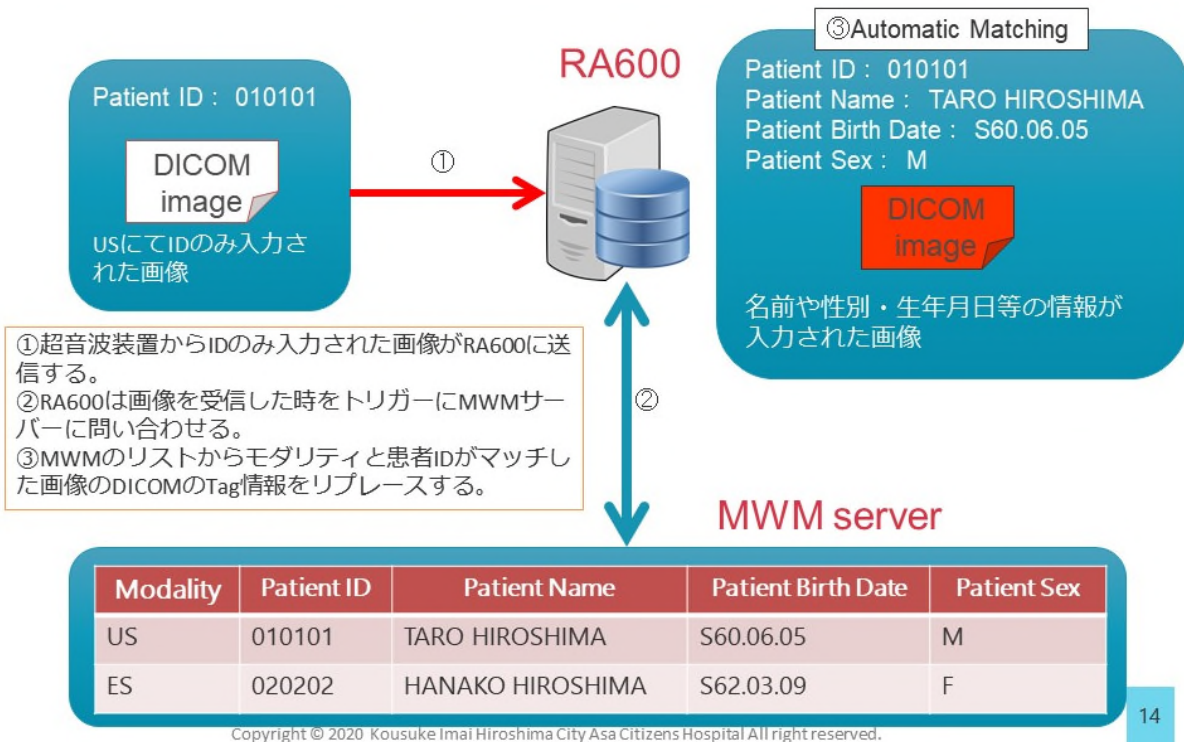 Patient ID： 010101
DICOM
image
USにてIDのみ入力さ
れた画像
①
RA600
③Automatic Matching
Patient ID： 010101
Patient Name： TARO HIROSHIMA
Patient Birth Date： S60.06.05
Patient Sex： M
DICOM
image
名前や性別・生年月日等の情報が
入力された画像
①超音波装置からIDのみ入力された画像がRA600に送
信する。
②RA600は画像を受信した時をトリガーにMWMサー
バーに問い合わせる。
③MWMのリストからモダリティと患者IDがマッチし
た画像のDICOMのTag情報をリプレースする。
②
MWM server
Modality Patient ID Patient Name Patient Birth Date Patient Sex
US 010101 TARO HIROSHIMA S60.06.05 M
ES 020202 HANAKO HIROSHIMA S62.03.09 F
14
Copyright © 2020 Kousuke Imai Hiroshima City Asa Citizens Hospital All right reserved.